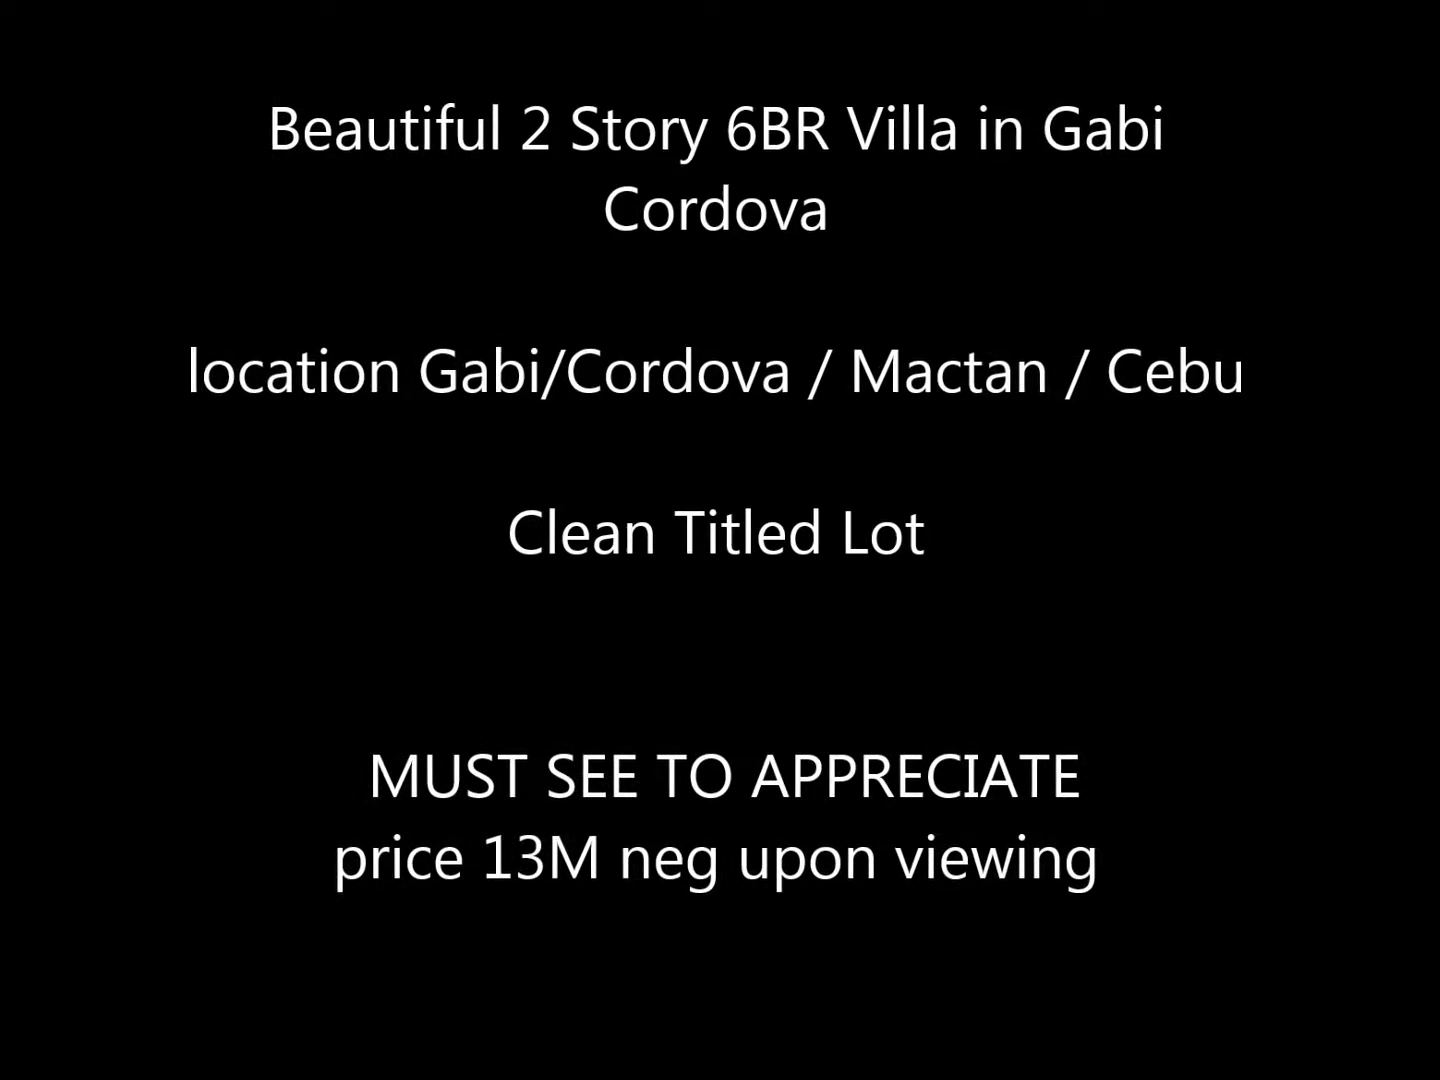 Beautiful 2 Story 6BR Villa in Gabi
Cordova
location Gabi/Cordova / Mactan / Cebu
Clean Titled Lot
MUST SEE TO APPRECIATE
price 13M neg upon viewing